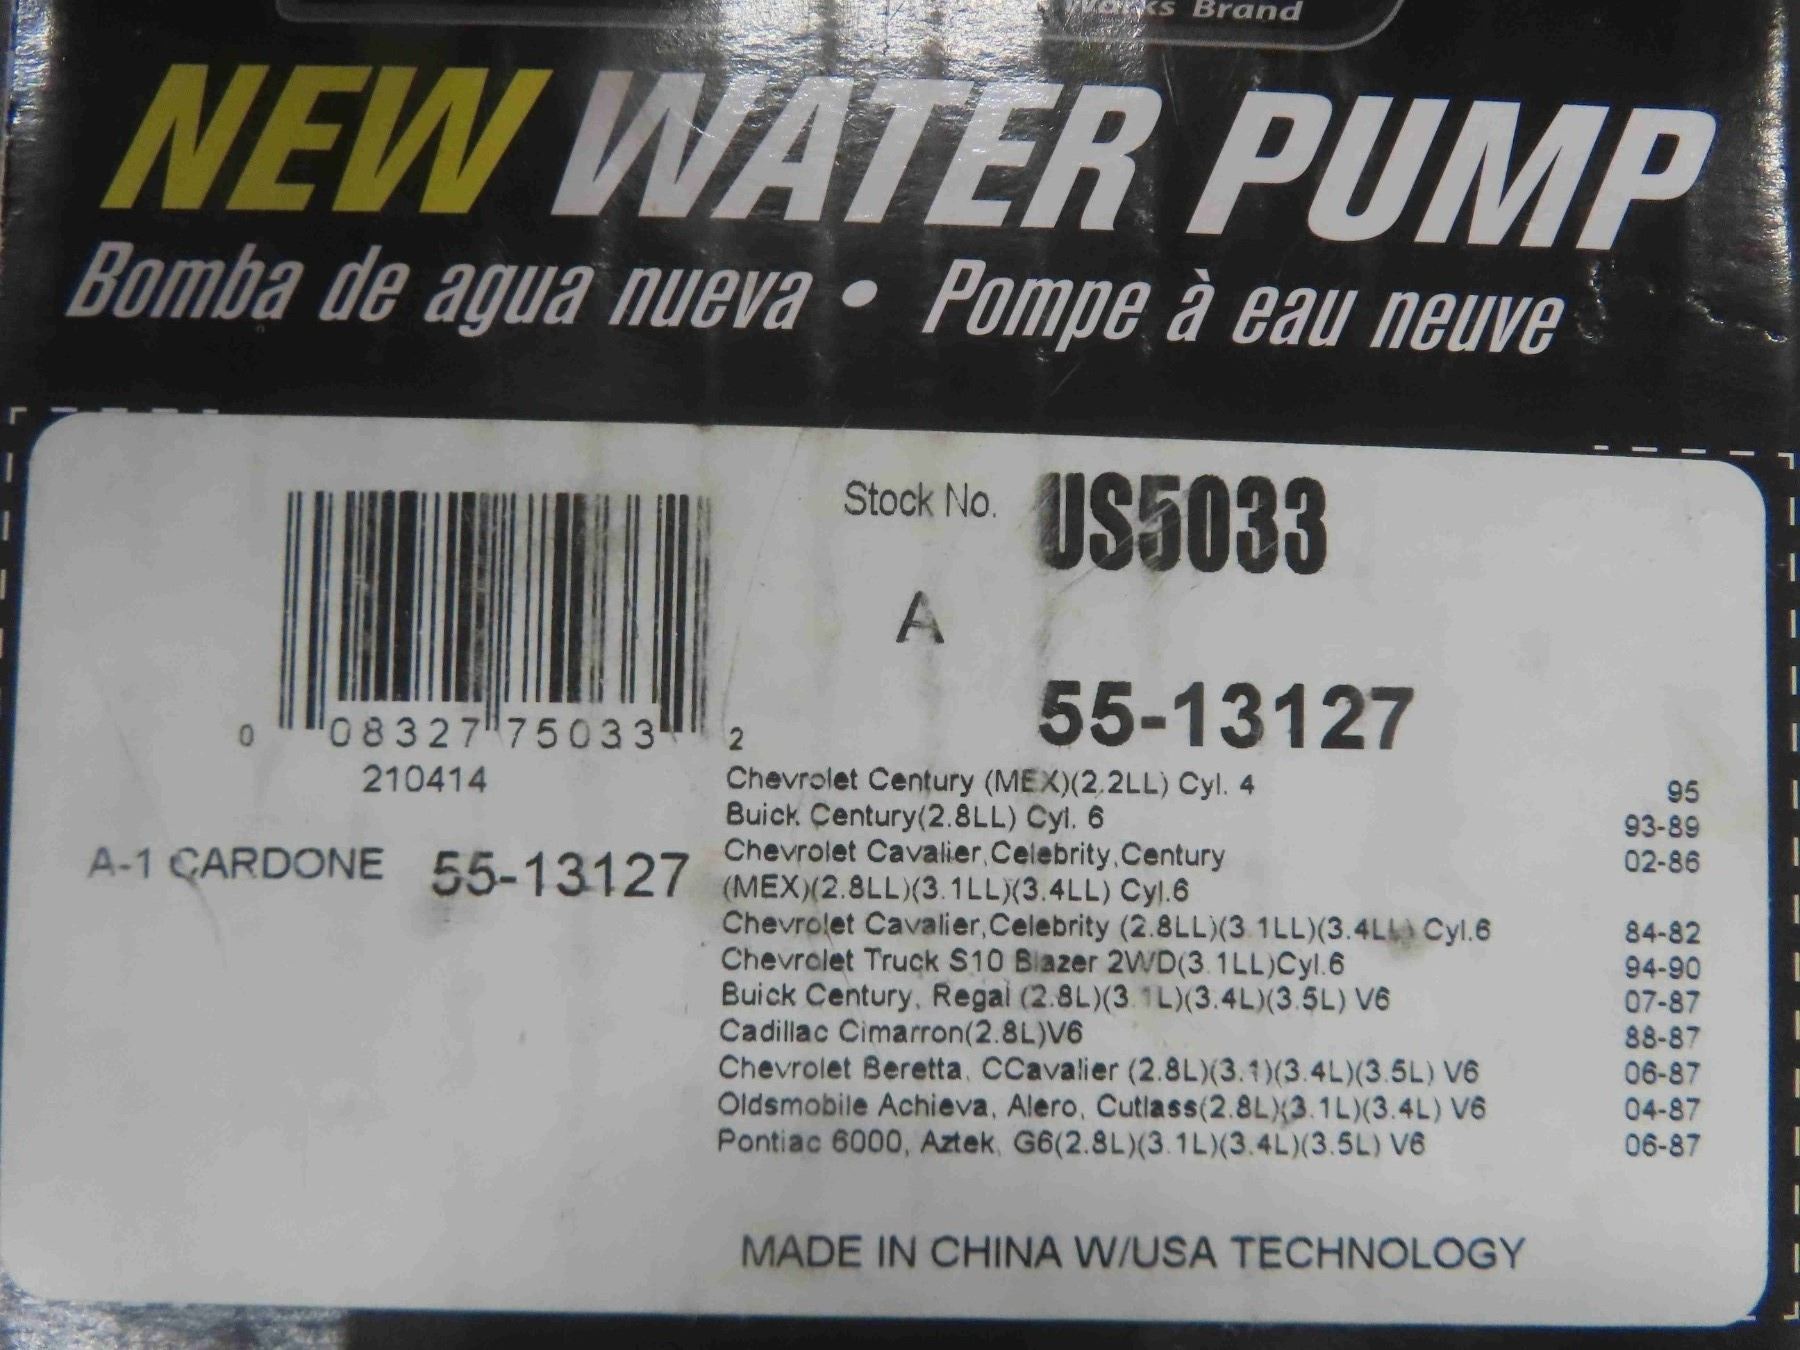 Works Brand
NEW WATER PUMP
Bomba de agua nueva • Pompe à eau neuve
Stock No. US5033
A
55-13127
0 08327 75033 2
210414
A-1 CARDONE 55-13127
Chevrolet Century (MEX)(2.2LL) Cyl. 4 95
Buick Century(2.8LL) Cyl. 6 93-89
Chevrolet Cavalier,Celebrity,Century 02-86
(MEX)(2.8LL)(3.1LL)(3.4LL) Cyl.6
Chevrolet Cavalier,Celebrity (2.8LL)(3.1LL)(3.4LL) Cyl.6 84-82
Chevrolet Truck S10 Blazer 2WD(3.1LL)Cyl.6 94-90
Buick Century, Regal (2.8L)(3.1L)(3.4L)(3.5L) V6 07-87
Cadillac Cimarron(2.8L)V6 88-87
Chevrolet Beretta, CCavalier (2.8L)(3.1)(3.4L)(3.5L) V6 06-87
Oldsmobile Achieva, Alero, Cutlass(2.8L)(3.1L)(3.4L) V6 04-87
Pontiac 6000, Aztek, G6(2.8L)(3.1L)(3.4L)(3.5L) V6 06-87
MADE IN CHINA W/USA TECHNOLOGY